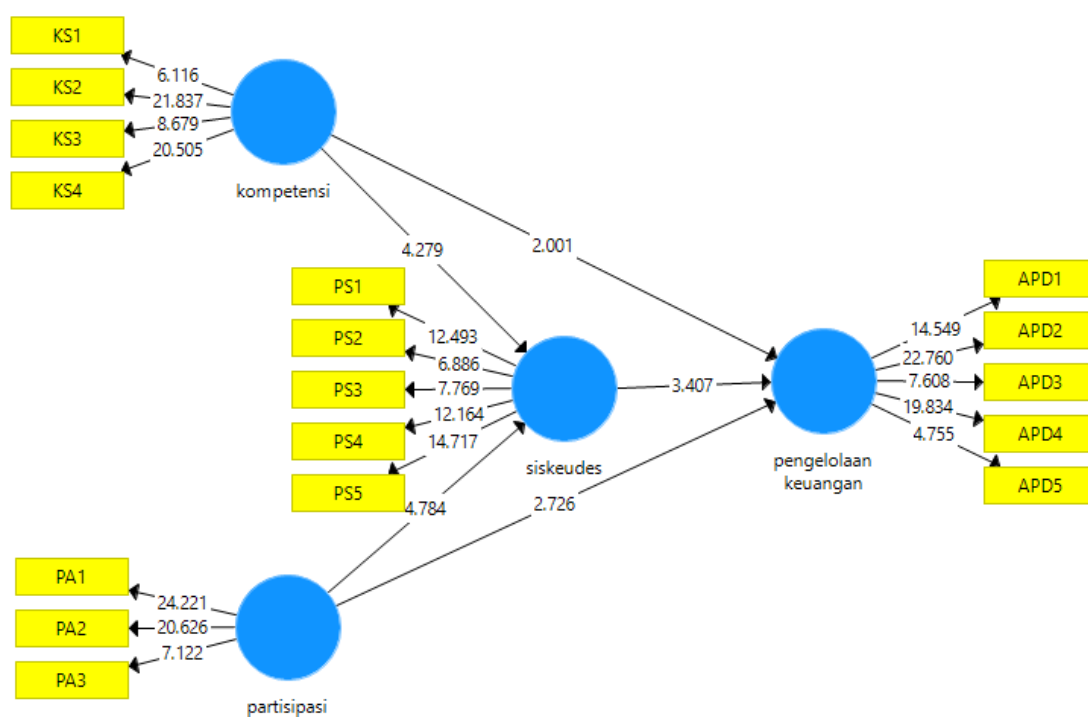 KS1
6.116
KS2
21.837
8.679
KS3
20.505
KS4
kompetensi
4.279
2.001
PS1
12.493
PS2
6.886
PS3
7.769
12.164
PS4
14.717
PS5
siskeudes
3.407
4.784
2.726
pengelolaan
keuangan
APD1
14.549
APD2
22.760
7.608
APD3
19.834
APD4
4.755
APD5
PA1
24.221
PA2
20.626
7.122
PA3
partisipasi